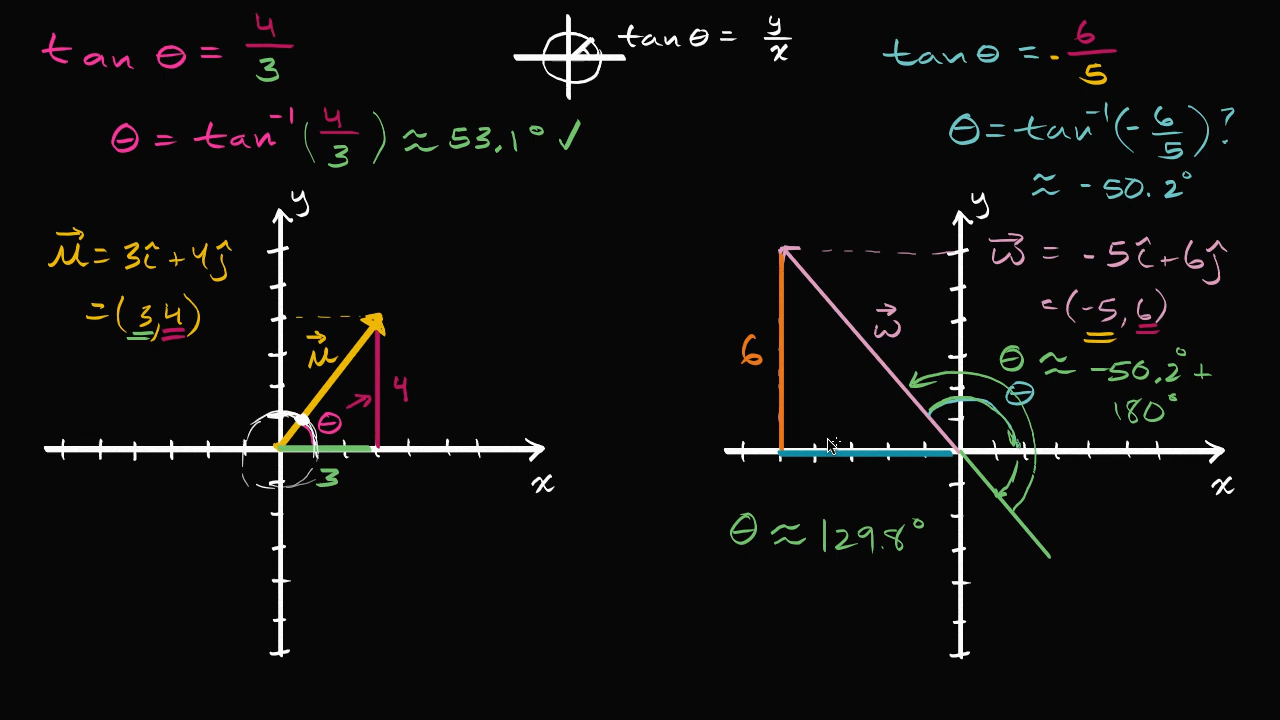 tan θ = 4/3
θ = tan⁻¹(4/3) ≈ 53.1° ✓
tan θ = y/x
tan θ = -6/5
θ = tan⁻¹(-6/5)?
≈ -50.2°
y
u⃗ = 3î + 4ĵ
= (3,4)
u⃗
θ
4
3
x
y
w⃗ = -5î + 6ĵ
= (-5,6)
w⃗
6
θ ≈ -50.2° +
180°
θ
x
θ ≈ 129.8°